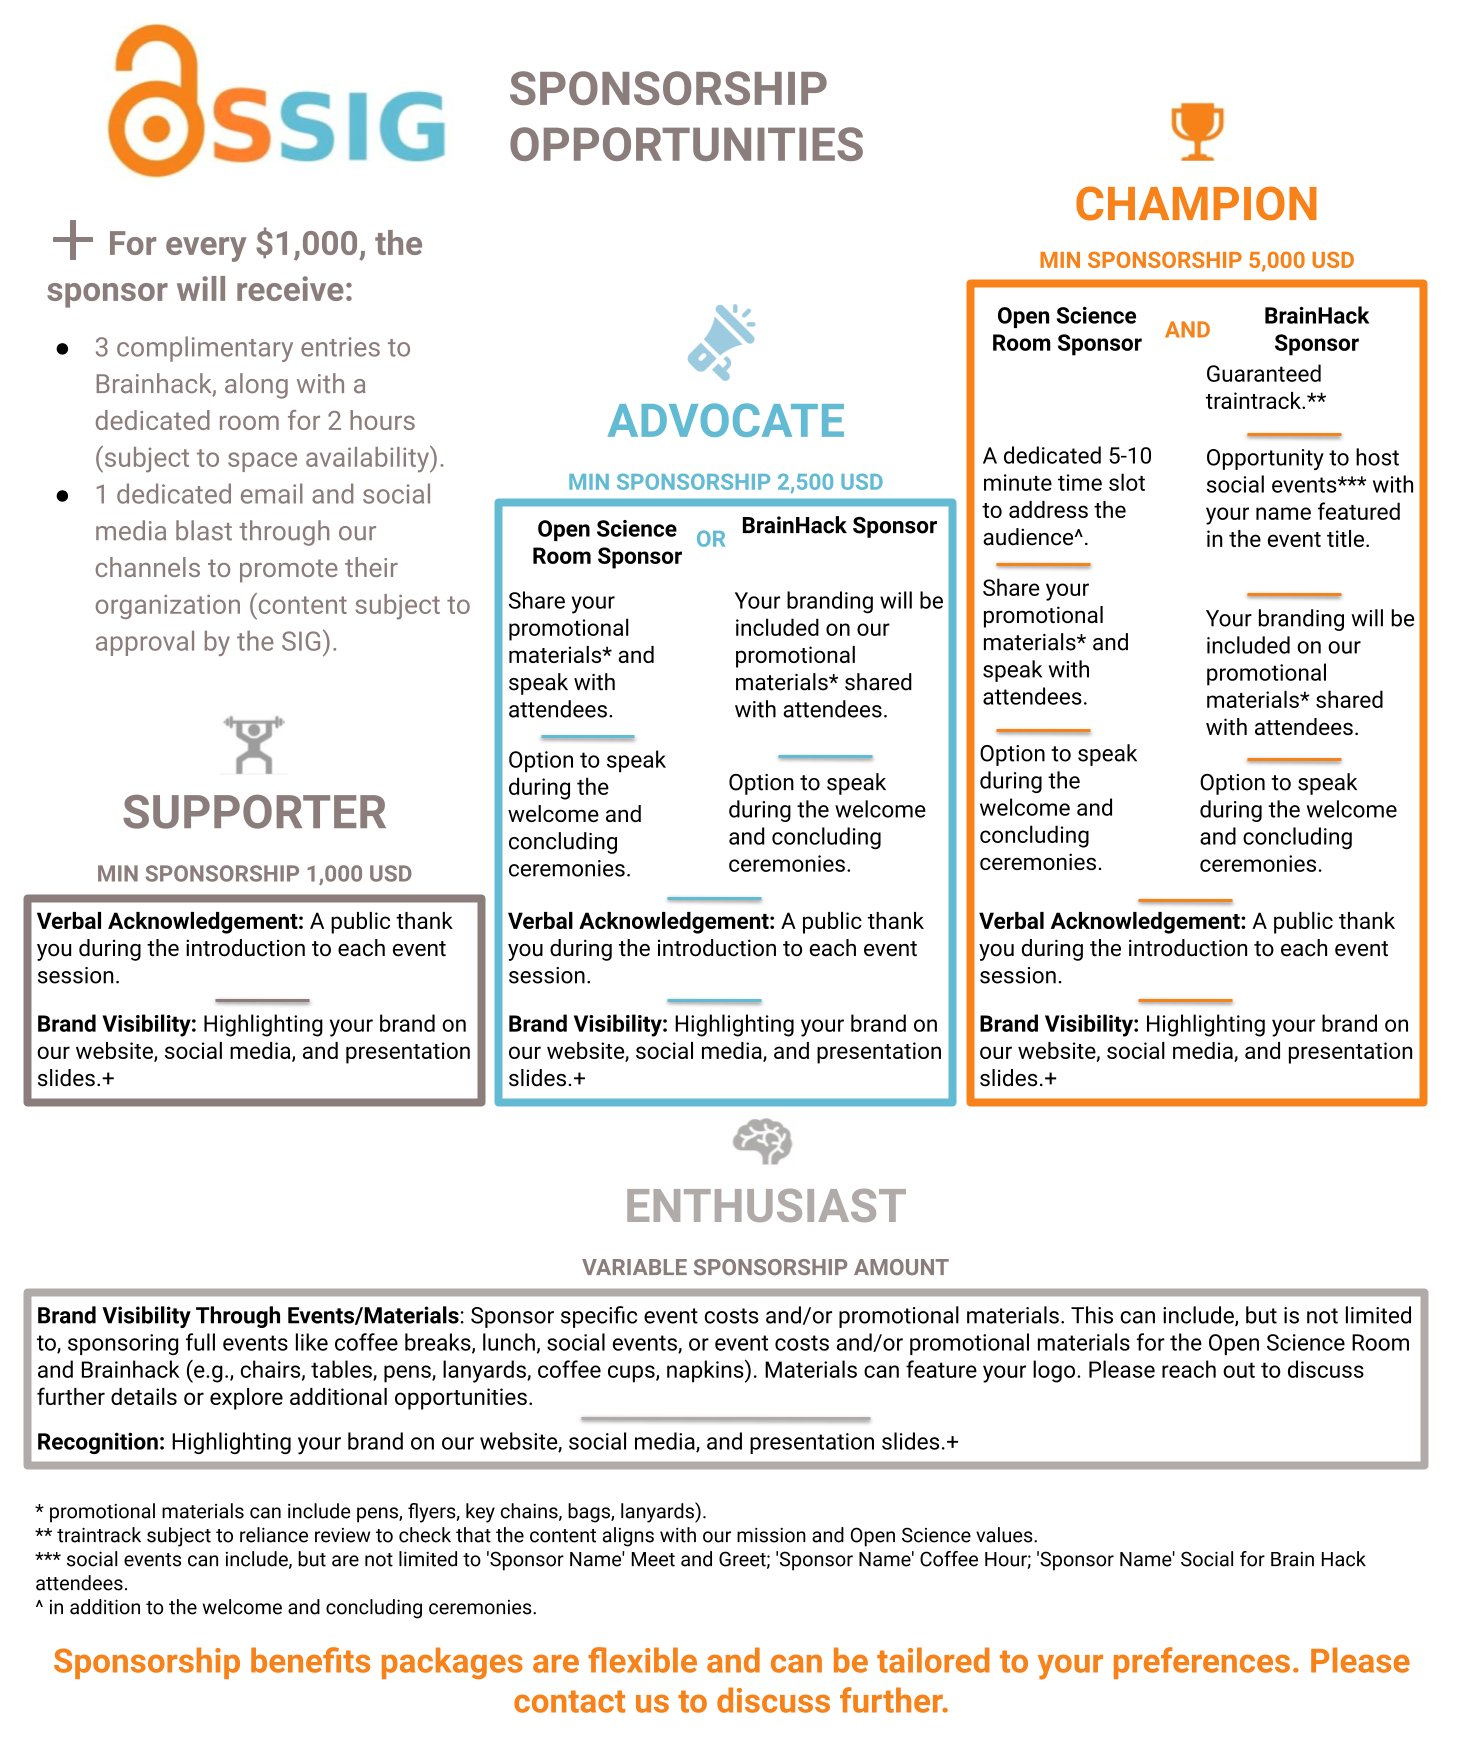 OSSIG
SPONSORSHIP
OPPORTUNITIES
+ For every $1,000, the
sponsor will receive:
● 3 complimentary entries to
Brainhack, along with a
dedicated room for 2 hours
(subject to space availability).
● 1 dedicated email and social
media blast through our
channels to promote their
organization (content subject to
approval by the SIG).
SUPPORTER
MIN SPONSORSHIP 1,000 USD
Verbal Acknowledgement: A public thank
you during the introduction to each event
session.
Brand Visibility: Highlighting your brand on
our website, social media, and presentation
slides.+
ADVOCATE
MIN SPONSORSHIP 2,500 USD
Open Science
Room Sponsor
OR
BrainHack Sponsor
Share your
promotional
materials* and
speak with
attendees.
Option to speak
during the
welcome and
concluding
ceremonies.
Your branding will be
included on our
promotional
materials* shared
with attendees.
Option to speak
during the welcome
and concluding
ceremonies.
Verbal Acknowledgement: A public thank
you during the introduction to each event
session.
Brand Visibility: Highlighting your brand on
our website, social media, and presentation
slides.+
CHAMPION
MIN SPONSORSHIP 5,000 USD
Open Science
Room Sponsor
AND
BrainHack
Sponsor
A dedicated 5-10
minute time slot
to address the
audience^.
Share your
promotional
materials* and
speak with
attendees.
Option to speak
during the
welcome and
concluding
ceremonies.
Guaranteed
traintrack.**
Opportunity to host
social events*** with
your name featured
in the event title.
Your branding will be
included on our
promotional
materials* shared
with attendees.
Option to speak
during the welcome
and concluding
ceremonies.
Verbal Acknowledgement: A public thank
you during the introduction to each event
session.
Brand Visibility: Highlighting your brand on
our website, social media, and presentation
slides.+
ENTHUSIAST
VARIABLE SPONSORSHIP AMOUNT
Brand Visibility Through Events/Materials: Sponsor specific event costs and/or promotional materials. This can include, but is not limited
to, sponsoring full events like coffee breaks, lunch, social events, or event costs and/or promotional materials for the Open Science Room
and Brainhack (e.g., chairs, tables, pens, lanyards, coffee cups, napkins). Materials can feature your logo. Please reach out to discuss
further details or explore additional opportunities.
Recognition: Highlighting your brand on our website, social media, and presentation slides.+
* promotional materials can include pens, flyers, key chains, bags, lanyards).
** traintrack subject to reliance review to check that the content aligns with our mission and Open Science values.
*** social events can include, but are not limited to 'Sponsor Name' Meet and Greet; 'Sponsor Name' Coffee Hour; 'Sponsor Name' Social for Brain Hack
attendees.
^ in addition to the welcome and concluding ceremonies.
Sponsorship benefits packages are flexible and can be tailored to your preferences. Please
contact us to discuss further.